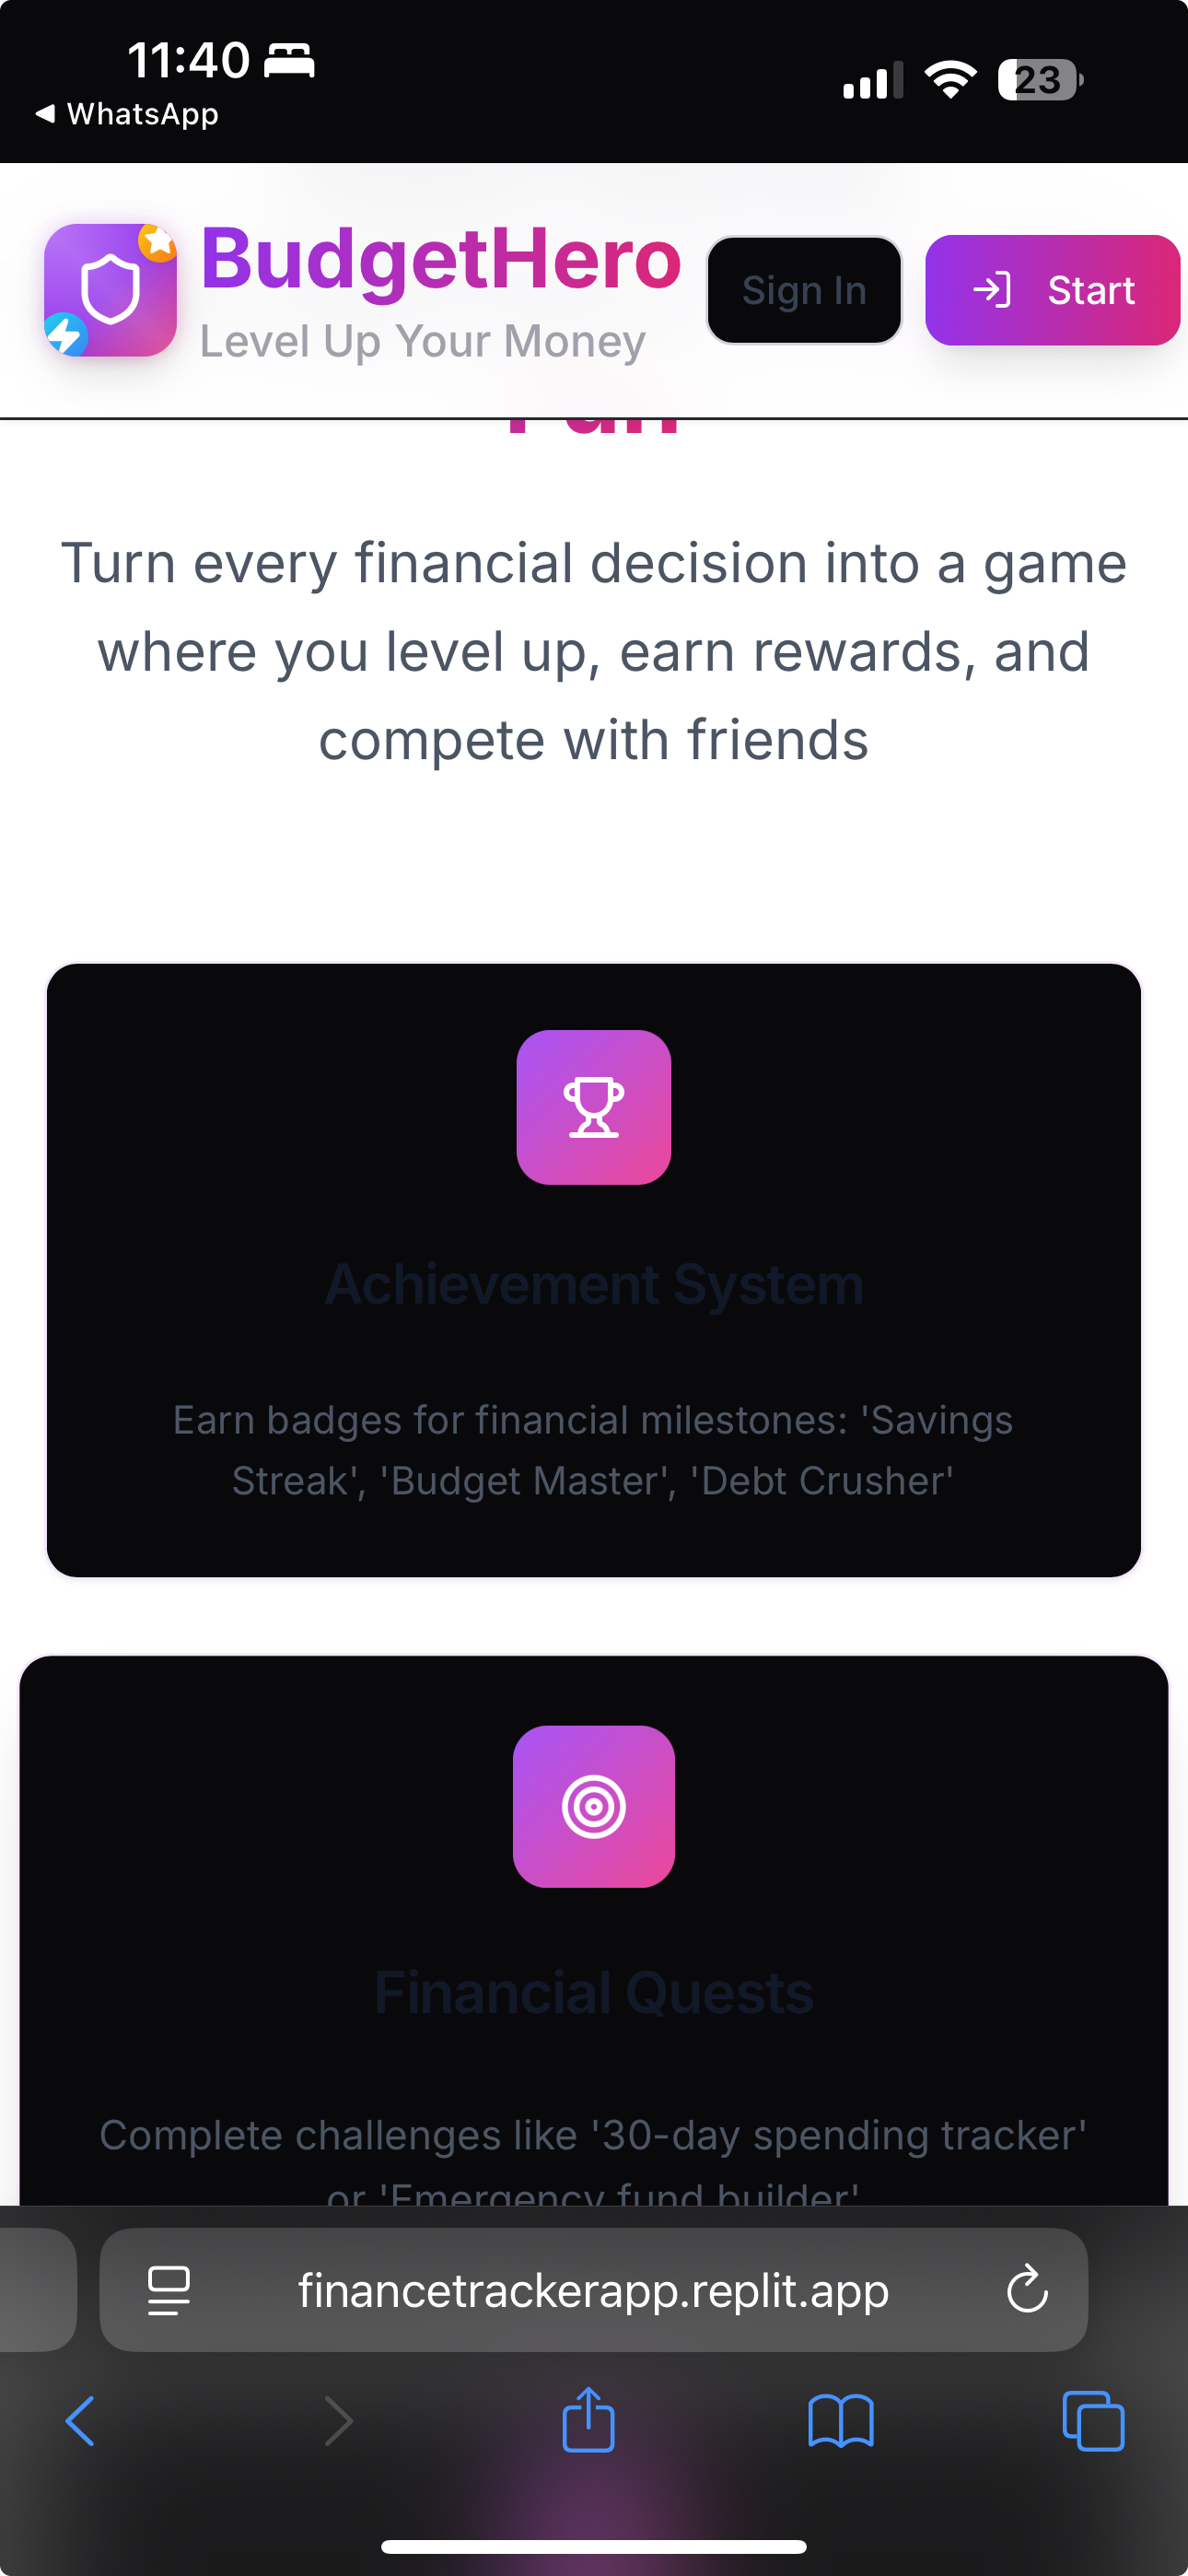 11:40
23
WhatsApp
BudgetHero
Level Up Your Money
Sign In
Start
Fun
Turn every financial decision into a game
where you level up, earn rewards, and
compete with friends
Achievement System
Earn badges for financial milestones: 'Savings
Streak', 'Budget Master', 'Debt Crusher'
Financial Quests
Complete challenges like '30-day spending tracker'
or 'Emergency fund builder'
financetrackerapp.replit.app